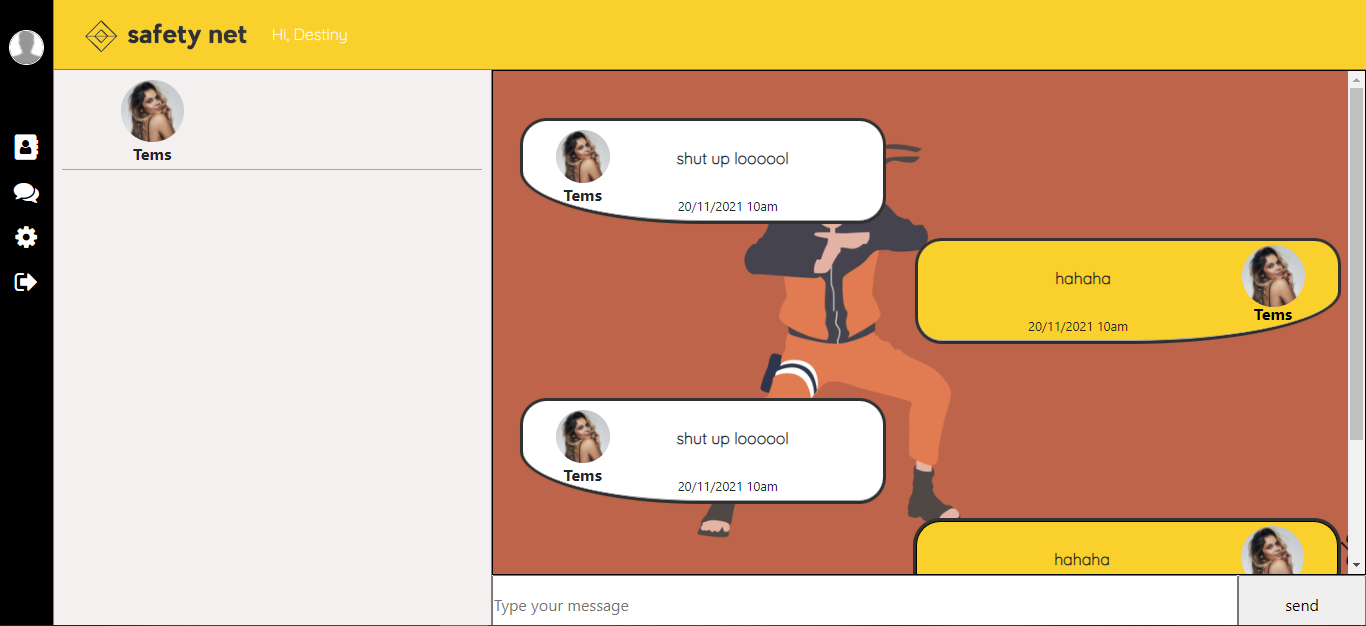 safety net
Hi, Destiny
Tems
shut up loooool
Tems
20/11/2021 10am
hahaha
Tems
20/11/2021 10am
shut up loooool
Tems
20/11/2021 10am
hahaha
Type your message
send